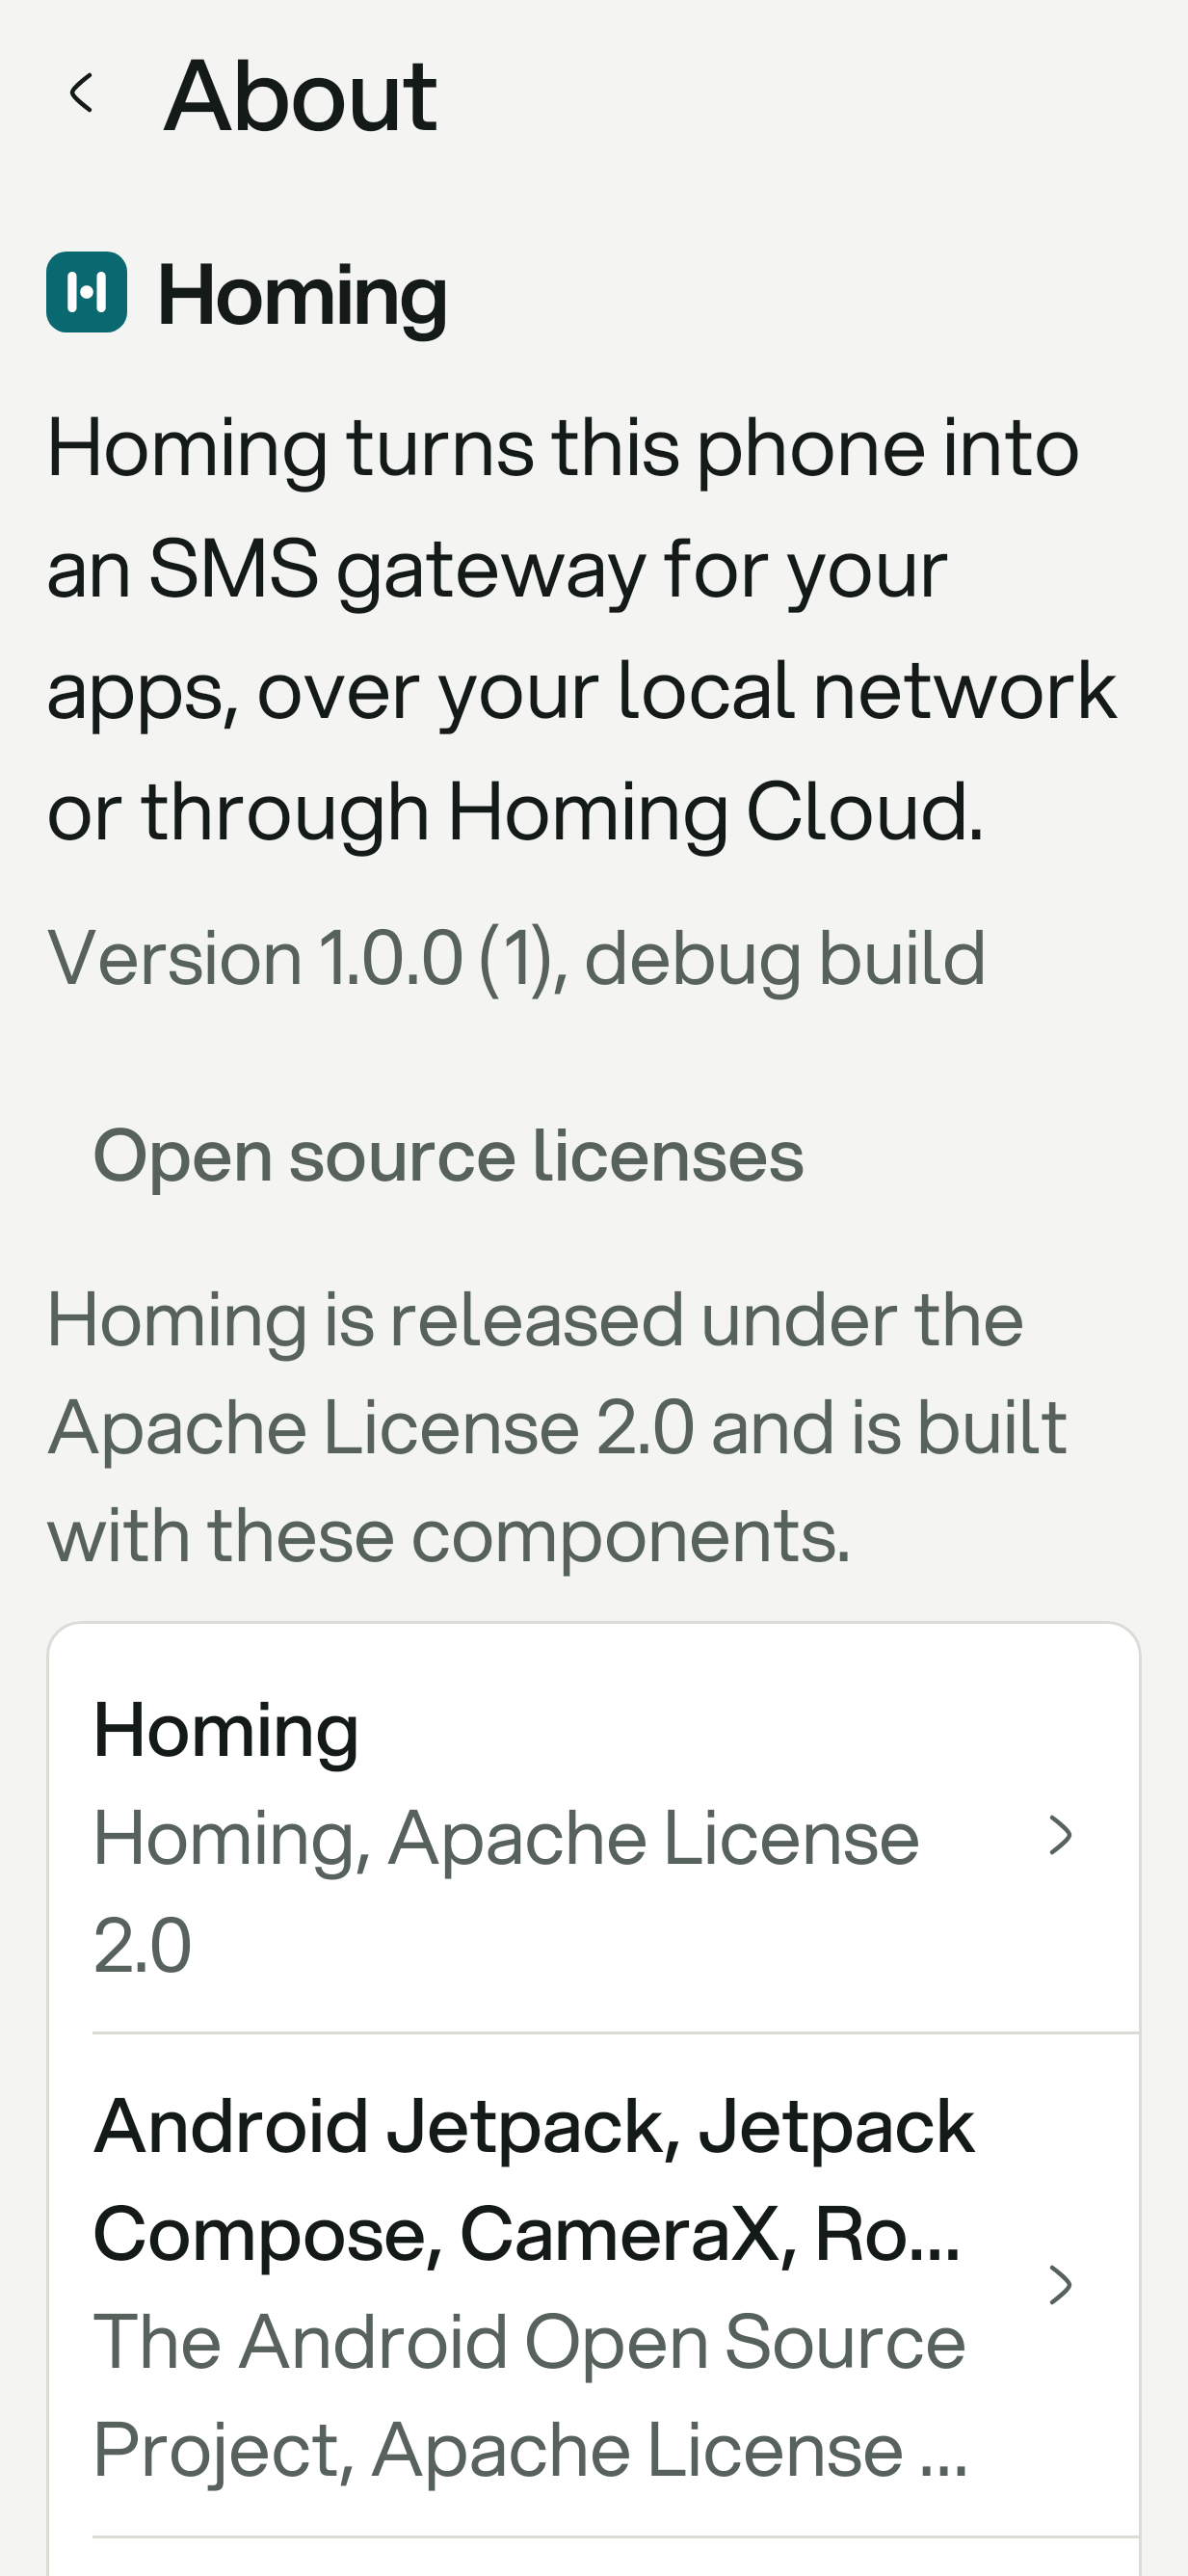 About
Homing
Homing turns this phone into
an SMS gateway for your
apps, over your local network
or through Homing Cloud.
Version 1.0.0 (1), debug build
Open source licenses
Homing is released under the
Apache License 2.0 and is built
with these components.
Homing
Homing, Apache License
2.0
Android Jetpack, Jetpack
Compose, CameraX, Ro...
The Android Open Source
Project, Apache License ...